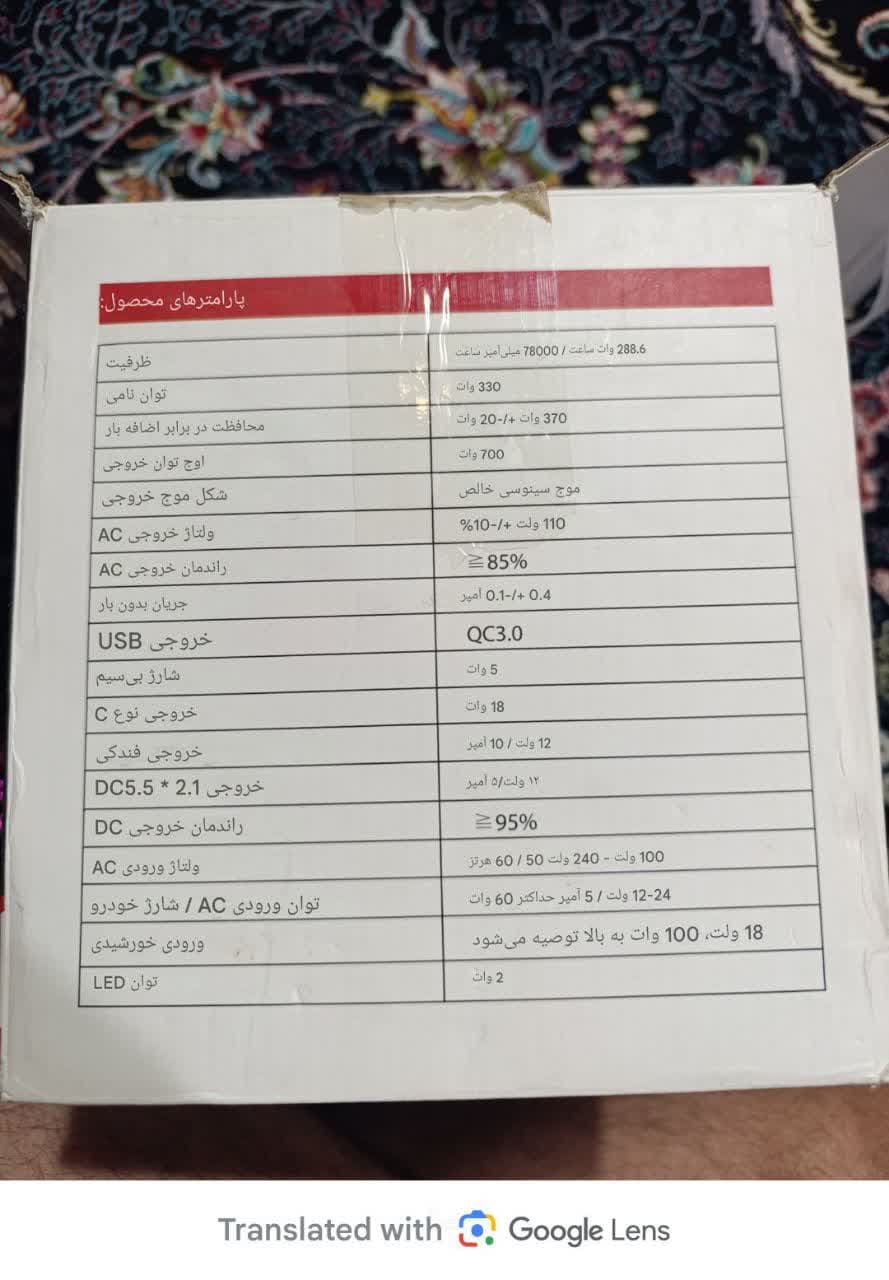 پارامترهای محصول:
ظرفیت 288.6 وات ساعت / 78000 میلی‌آمپر ساعت
توان نامی 330 وات
محافظت در برابر اضافه بار 370 وات +/-20 وات
اوج توان خروجی 700 وات
شکل موج خروجی موج سینوسی خالص
ولتاژ خروجی AC 110 ولت +/-10%
راندمان خروجی AC ≧85%
جریان بدون بار 0.4 +/-0.1 آمپر
خروجی USB QC3.0
شارژ بی‌سیم 5 وات
خروجی نوع C 18 وات
خروجی فندکی 12 ولت / 10 آمپر
خروجی DC5.5 * 2.1 ۱۲ ولت/۵ آمپر
راندمان خروجی DC ≧95%
ولتاژ ورودی AC 100 ولت - 240 ولت 50 / 60 هرتز
توان ورودی AC / شارژ خودرو 12-24 ولت / 5 آمپر حداکثر 60 وات
ورودی خورشیدی 18 ولت، 100 وات به بالا توصیه می‌شود
توان LED 2 وات
Translated with Google Lens